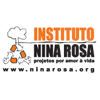 INSTITUTO
NINA ROSA
projetos por amor à vida
www.ninarosa.org